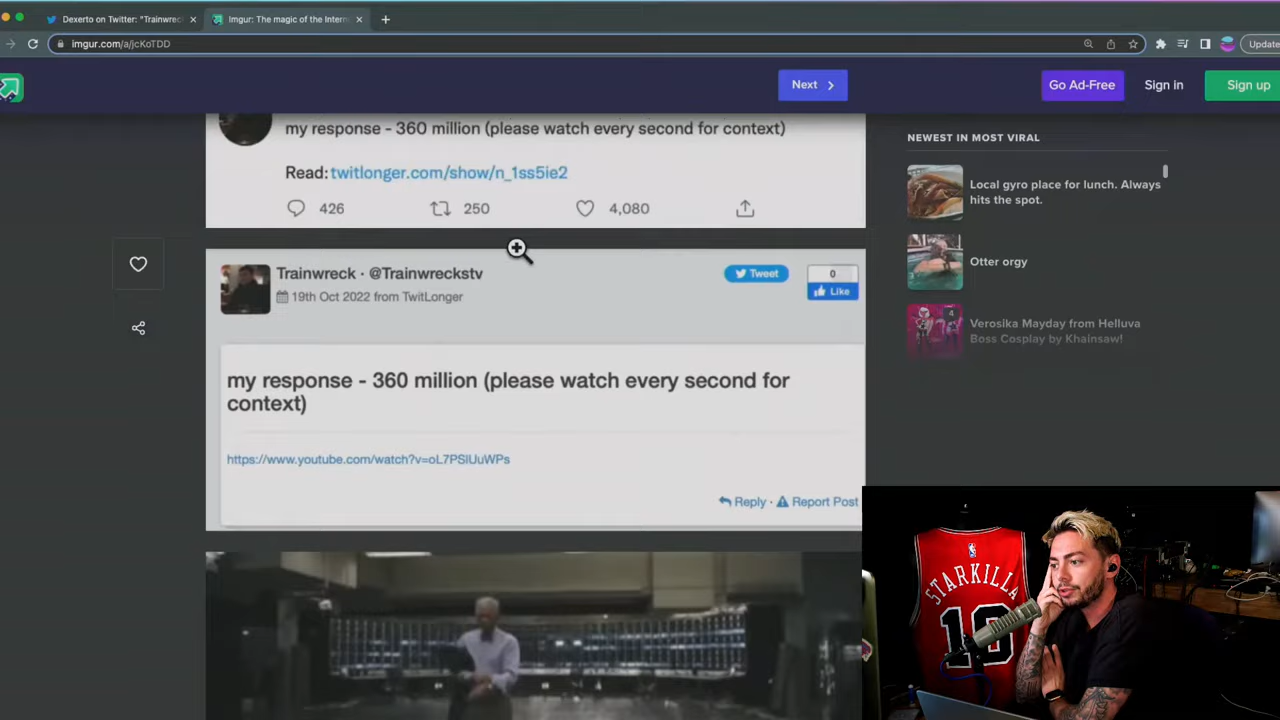 Dexerto on Twitter: "Trainwreck
Imgur: The magic of the Intern
imgur.com/a/jcKoTDD
Update
Next
Go Ad-Free
Sign in
Sign up
my response - 360 million (please watch every second for context)
Read: twitlonger.com/show/n_1ss5ie2
426
250
4,080
Trainwreck · @Trainwreckstv
19th Oct 2022 from TwitLonger
Tweet
0
Like
my response - 360 million (please watch every second for
context)
https://www.youtube.com/watch?v=oL7PSlUuWPs
Reply · Report Post
NEWEST IN MOST VIRAL
Local gyro place for lunch. Always
hits the spot.
Otter orgy
4
Verosika Mayday from Helluva
Boss Cosplay by Khainsaw!
STARKILLA
10